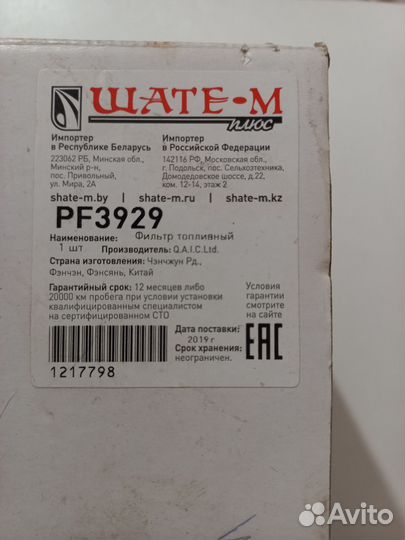 ШАТЕ-М
плюс
Импортер
в Республике Беларусь
223062 РБ, Минская обл.,
Минский р-н,
пос. Привольный,
ул. Мира, 2А
Импортер
в Российской Федерации
142116 РФ, Московская обл.,
г. Подольск, пос. Сельхозтехника,
Домодедовское шоссе, д.22,
ком. 12-14, этаж 2
shate-m.by | shate-m.ru | shate-m.kz
PF3929
Наименование: Фильтр топливный
1 шт Производитель: Q.A.I.C.Ltd.
Страна изготовления: Чэнчжун Рд.,
Фэнчэн, Фэнсянь, Китай
Гарантийный срок: 12 месяцев либо
20000 км пробега при условии установки
квалифицированным специалистом
на сертифицированном СТО
Условия
гарантии
смотрите
на сайте
Дата поставки:
2019 г
Срок хранения:
неограничен.
EAC
1217798
Avito